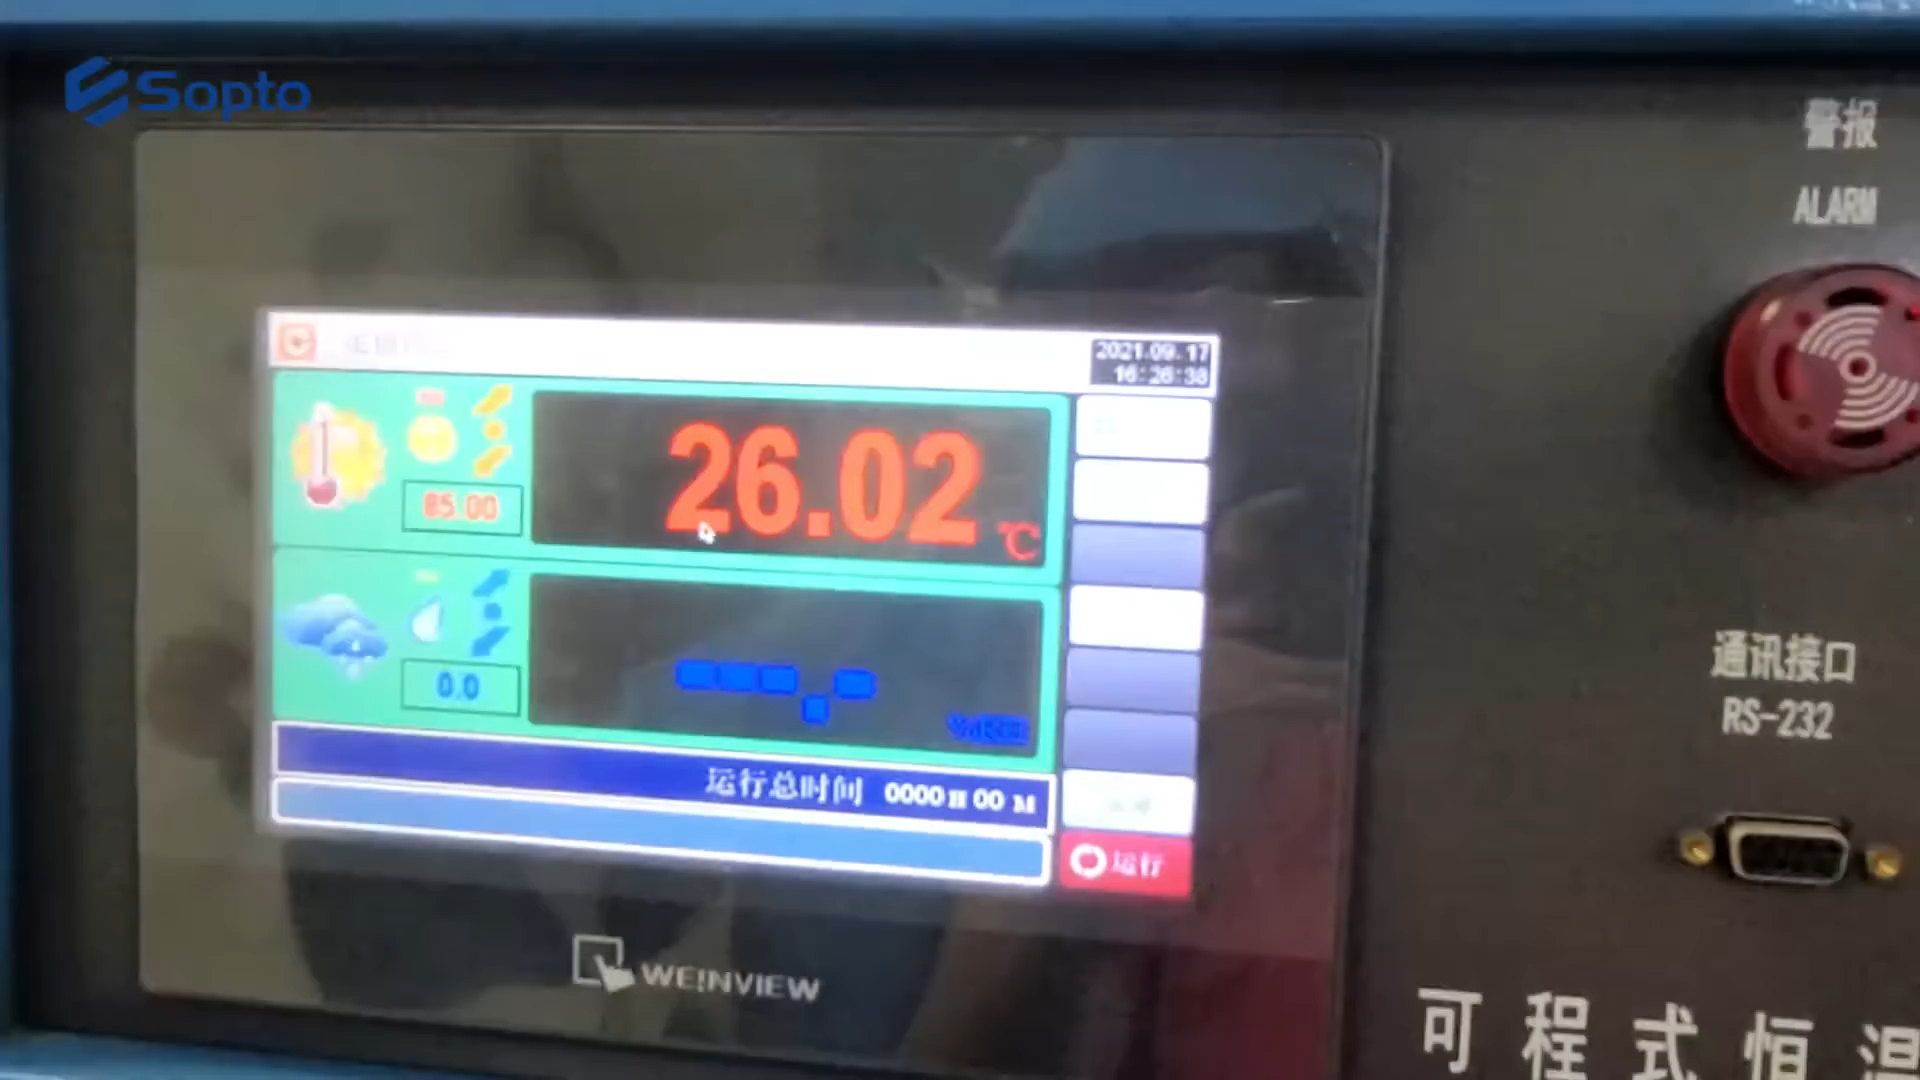 Sopto
2021.09.17
16:26:38
85.00
26.02
℃
0.0
运行总时间 0000 H 00 M
运行
WEINVIEW
警报
ALARM
通讯接口
RS-232
可程式恒温